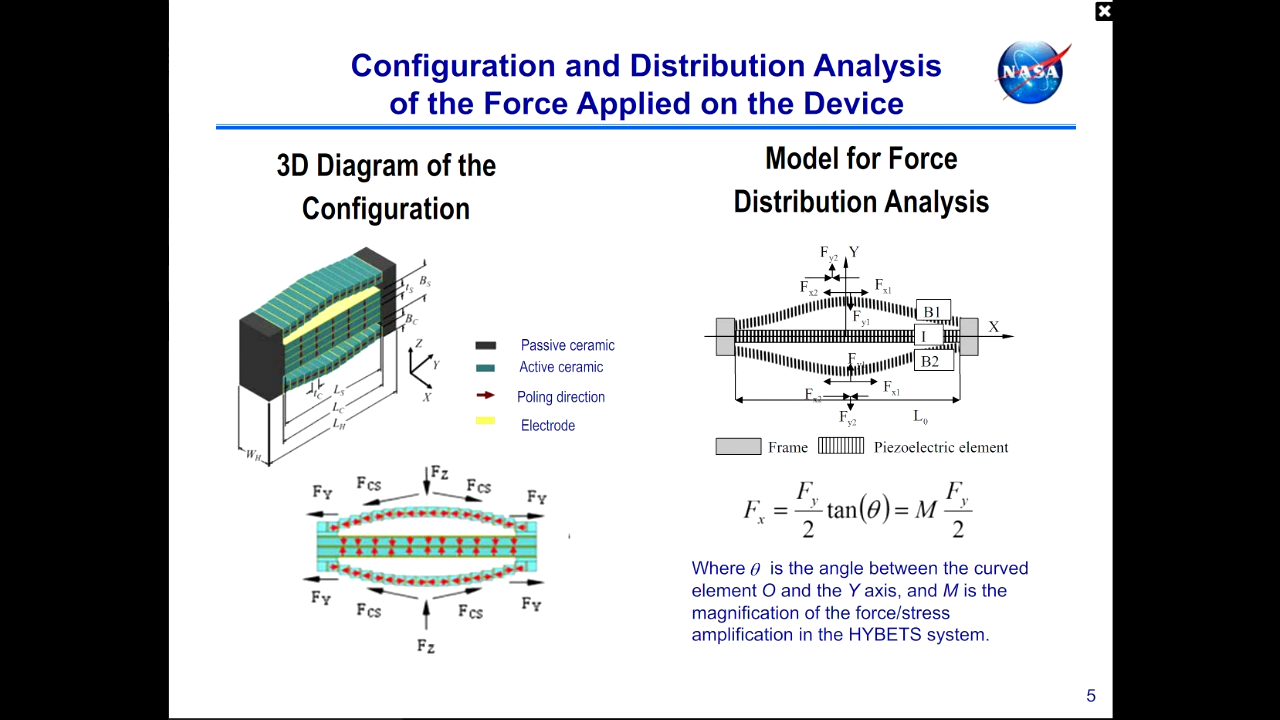 Configuration and Distribution Analysis
of the Force Applied on the Device
NASA
3D Diagram of the
Configuration
B_S
t_S
B_C
Z
Y
X
t_C
L_S
L_C
L_H
W_H
Passive ceramic
Active ceramic
Poling direction
Electrode
F_Z
F_CS
F_CS
F_Y
F_Y
F_Y
F_Y
F_CS
F_CS
F_Z
Model for Force
Distribution Analysis
F_y2
Y
F_x2
F_x1
F_y1
B1
X
I
B2
F_x1
F_x2
F_y2
L_0
Frame
Piezoelectric element
F_x = F_y/2 tan(θ) = M F_y/2
Where θ is the angle between the curved
element O and the Y axis, and M is the
magnification of the force/stress
amplification in the HYBETS system.
5